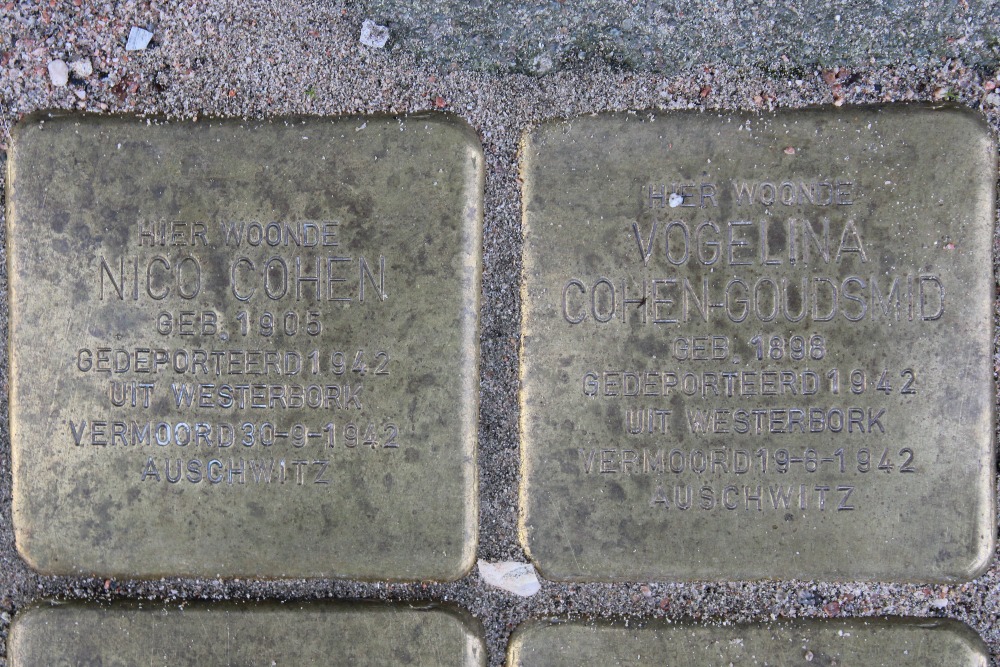 HIER WOONDE
NICO COHEN
GEB. 1905
GEDEPORTEERD 1942
UIT WESTERBORK
VERMOORD 30-9-1942
AUSCHWITZ
HIER WOONDE
VOGELINA
COHEN-GOUDSMID
GEB. 1898
GEDEPORTEERD 1942
UIT WESTERBORK
VERMOORD 19-8-1942
AUSCHWITZ